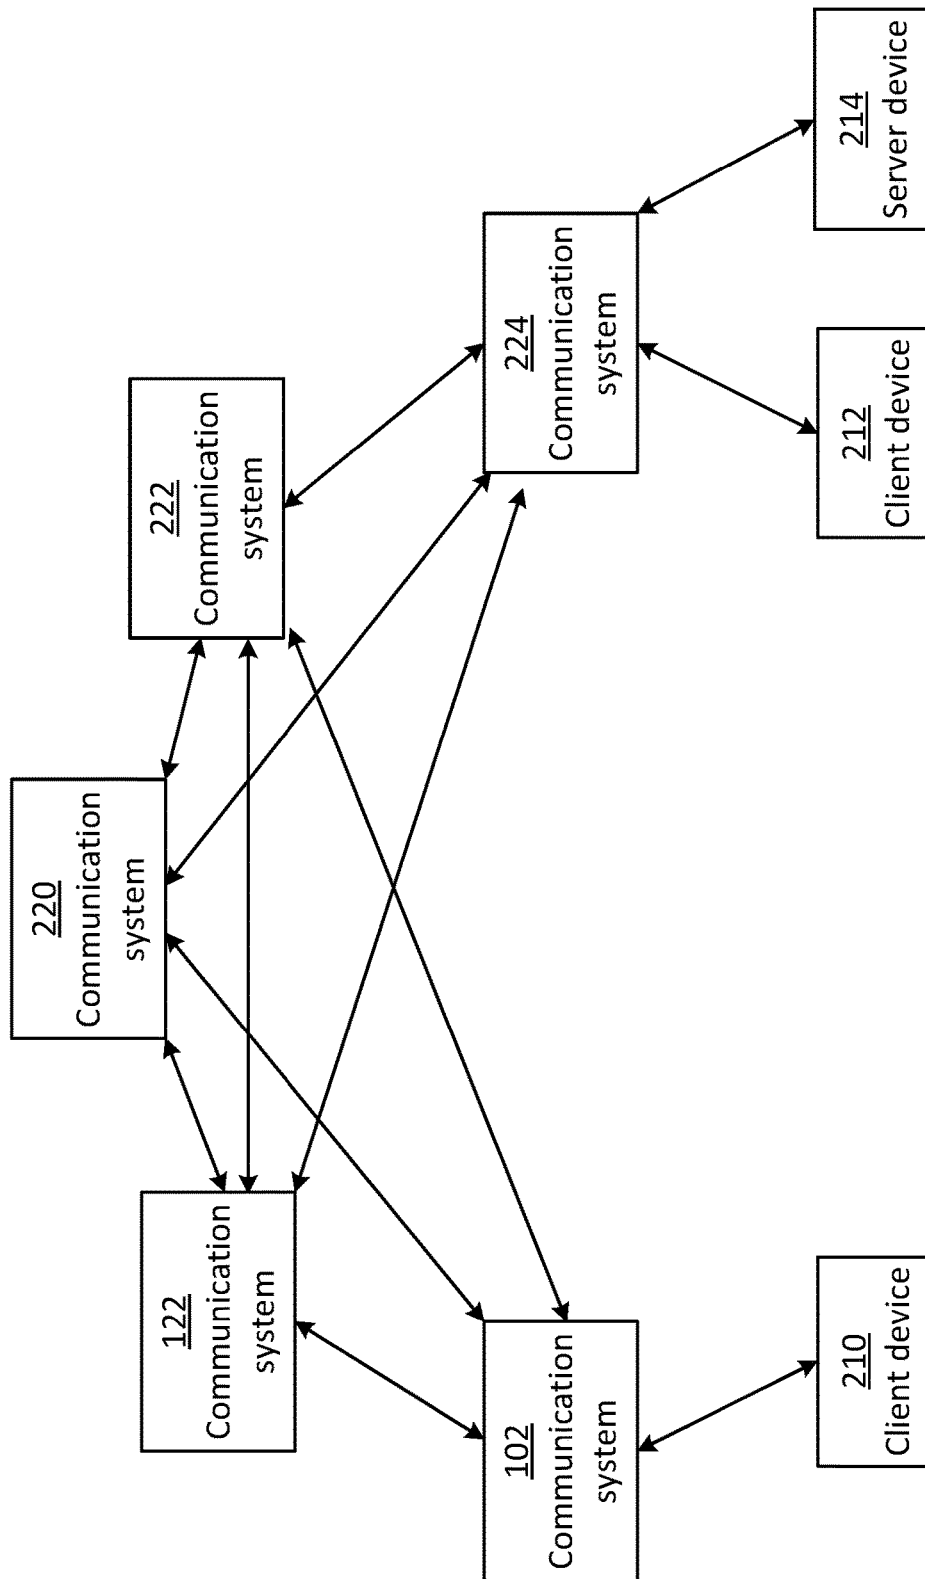 220
Communication
system
122
Communication
system
222
Communication
system
102
Communication
system
224
Communication
system
210
Client device
212
Client device
214
Server device